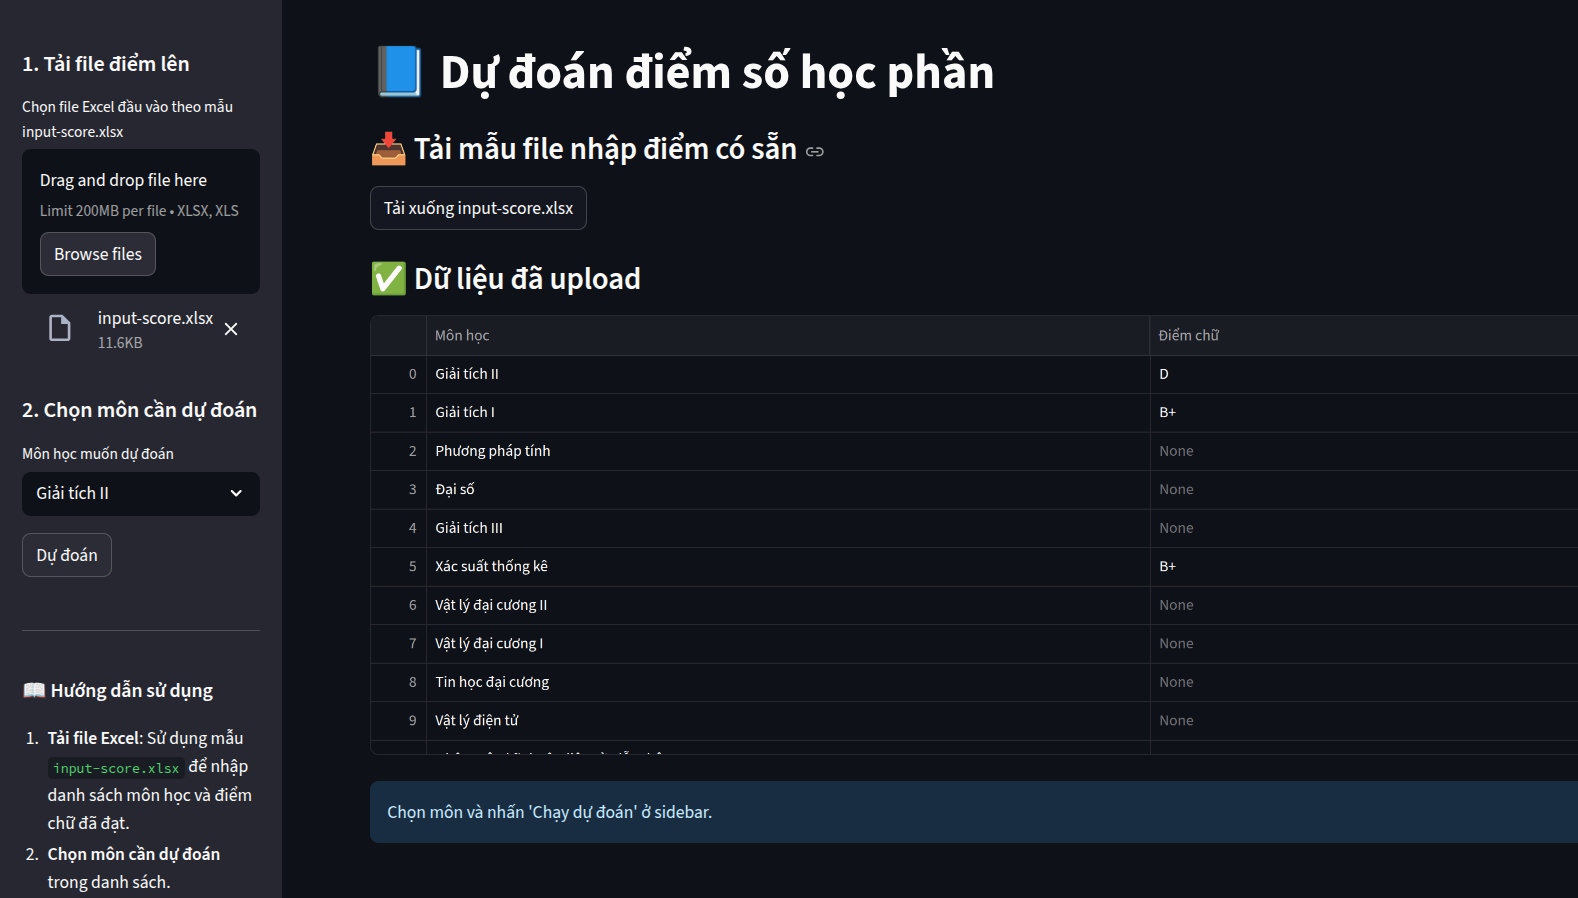 1. Tải file điểm lên
Chọn file Excel đầu vào theo mẫu
input-score.xlsx
Drag and drop file here
Limit 200MB per file • XLSX, XLS
Browse files
input-score.xlsx
11.6KB
2. Chọn môn cần dự đoán
Môn học muốn dự đoán
Giải tích II
Dự đoán
Hướng dẫn sử dụng
1. Tải file Excel: Sử dụng mẫu
input-score.xlsx để nhập
danh sách môn học và điểm
chữ đã đạt.
2. Chọn môn cần dự đoán
trong danh sách.
Dự đoán điểm số học phần
Tải mẫu file nhập điểm có sẵn
Tải xuống input-score.xlsx
Dữ liệu đã upload
Môn học Điểm chữ
0 Giải tích II D
1 Giải tích I B+
2 Phương pháp tính None
3 Đại số None
4 Giải tích III None
5 Xác suất thống kê B+
6 Vật lý đại cương II None
7 Vật lý đại cương I None
8 Tin học đại cương None
9 Vật lý điện tử None
Chọn môn và nhấn 'Chạy dự đoán' ở sidebar.